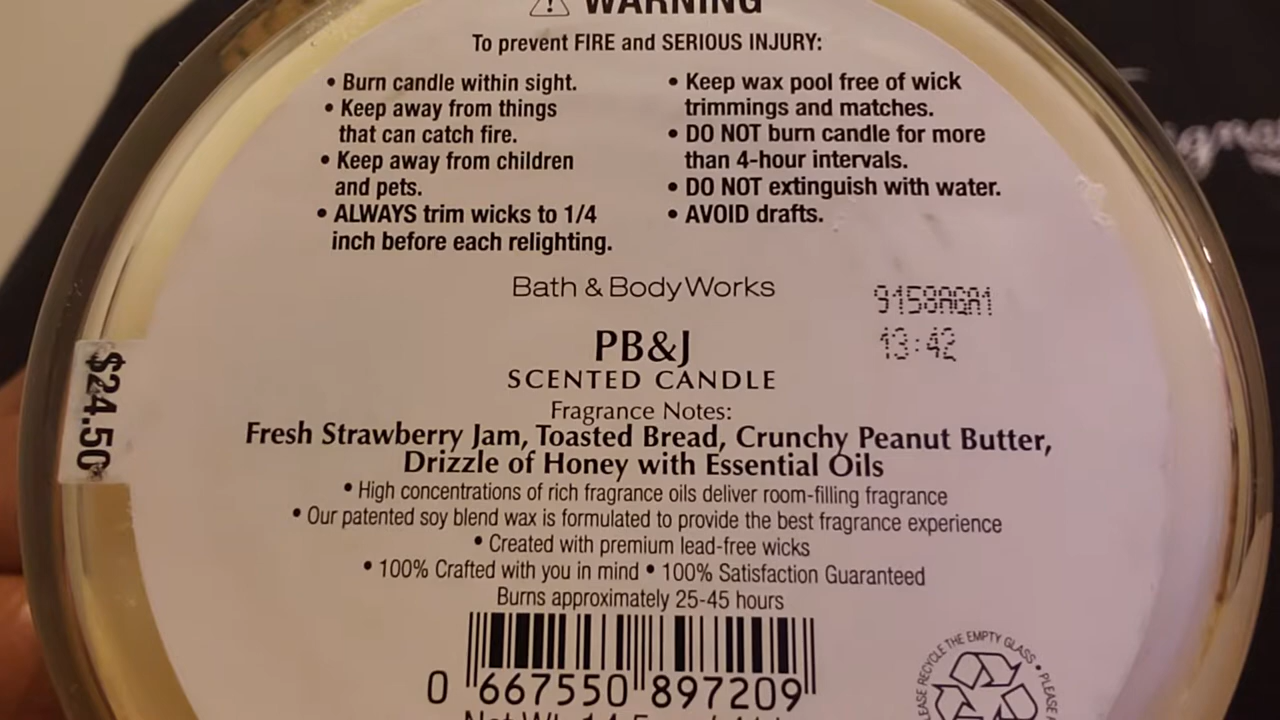 ⚠ WARNING
To prevent FIRE and SERIOUS INJURY:
• Burn candle within sight.
• Keep away from things
that can catch fire.
• Keep away from children
and pets.
• ALWAYS trim wicks to 1/4
inch before each relighting.
• Keep wax pool free of wick
trimmings and matches.
• DO NOT burn candle for more
than 4-hour intervals.
• DO NOT extinguish with water.
• AVOID drafts.
Bath & Body Works
9158AGA1
13:42
PB&J
SCENTED CANDLE
$24.50
Fragrance Notes:
Fresh Strawberry Jam, Toasted Bread, Crunchy Peanut Butter,
Drizzle of Honey with Essential Oils
• High concentrations of rich fragrance oils deliver room-filling fragrance
• Our patented soy blend wax is formulated to provide the best fragrance experience
• Created with premium lead-free wicks
• 100% Crafted with you in mind • 100% Satisfaction Guaranteed
Burns approximately 25-45 hours
0 667550 897209
RECYCLE THE EMPTY GLASS • PLEASE
Net Wt.